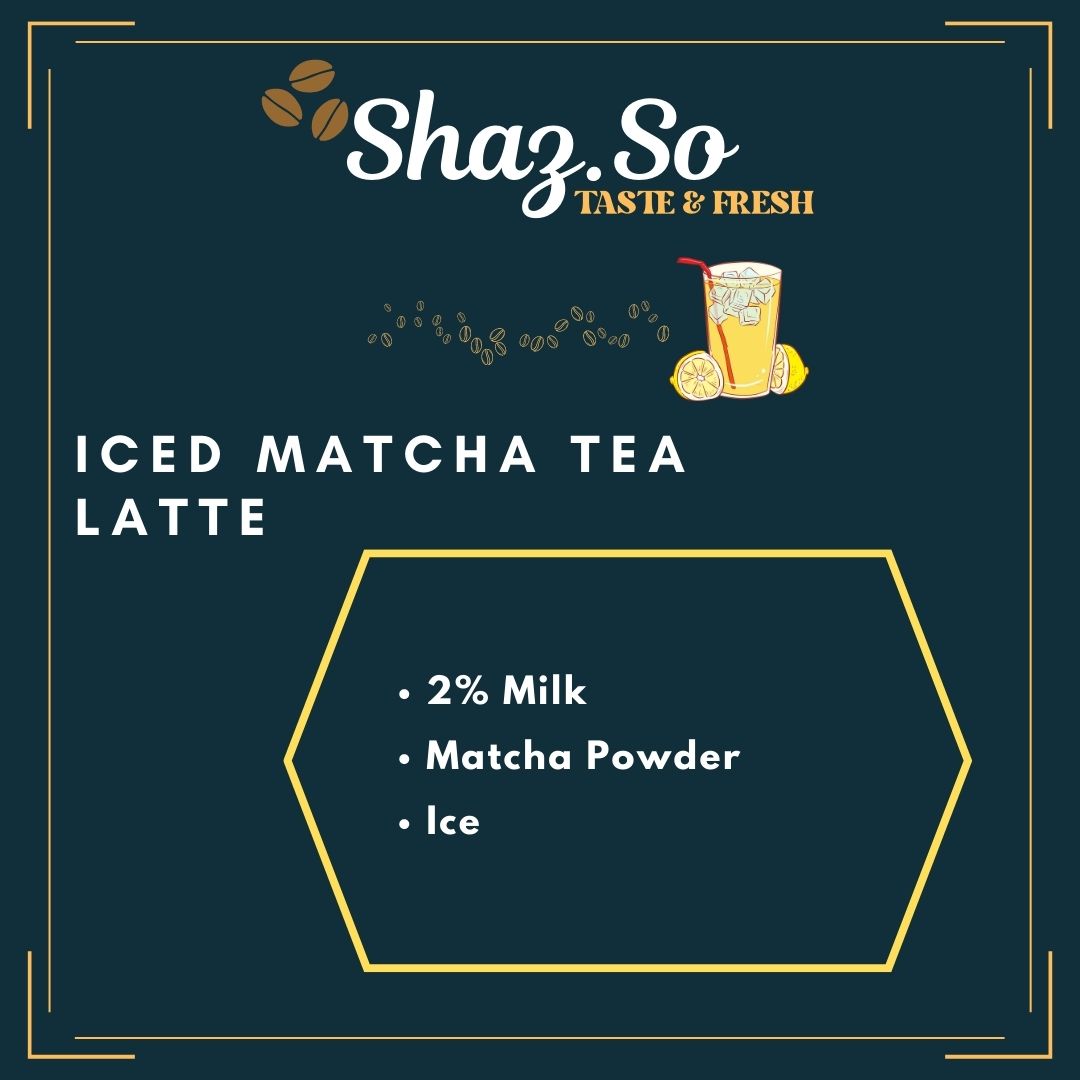 Shaz.So
TASTE & FRESH
ICED MATCHA TEA
LATTE
• 2% Milk
• Matcha Powder
• Ice